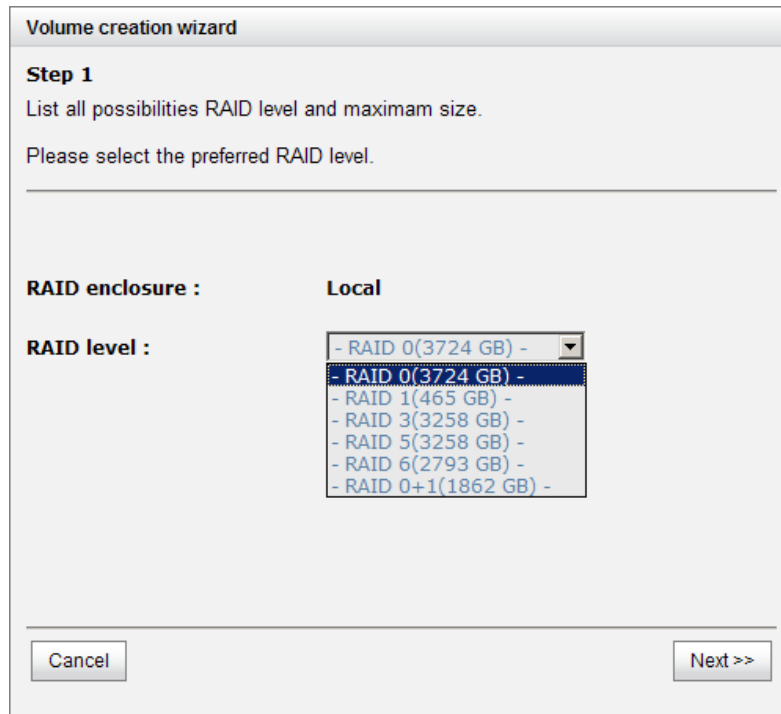 Volume creation wizard
Step 1
List all possibilities RAID level and maximam size.
Please select the preferred RAID level.
RAID enclosure : Local
RAID level : - RAID 0(3724 GB) -
- RAID 0(3724 GB) -
- RAID 1(465 GB) -
- RAID 3(3258 GB) -
- RAID 5(3258 GB) -
- RAID 6(2793 GB) -
- RAID 0+1(1862 GB) -
Cancel Next >>